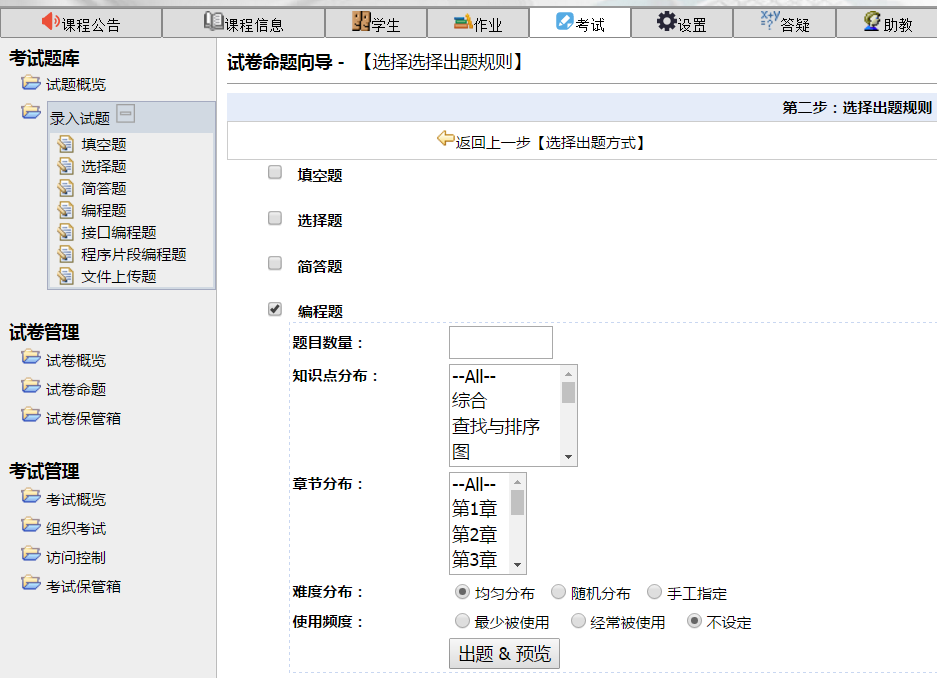 课程公告 课程信息 学生 作业 考试 设置 答疑 助教
考试题库
试题概览
录入试题
填空题
选择题
简答题
编程题
接口编程题
程序片段编程题
文件上传题
试卷管理
试卷概览
试卷命题
试卷保管箱
考试管理
考试概览
组织考试
访问控制
考试保管箱
试卷命题向导 - 【选择选择出题规则】
第二步：选择出题规则
返回上一步【选择出题方式】
填空题
选择题
简答题
编程题
题目数量：
知识点分布：
--All--
综合
查找与排序
图
章节分布：
--All--
第1章
第2章
第3章
难度分布： 均匀分布 随机分布 手工指定
使用频度： 最少被使用 经常被使用 不设定
出题 & 预览